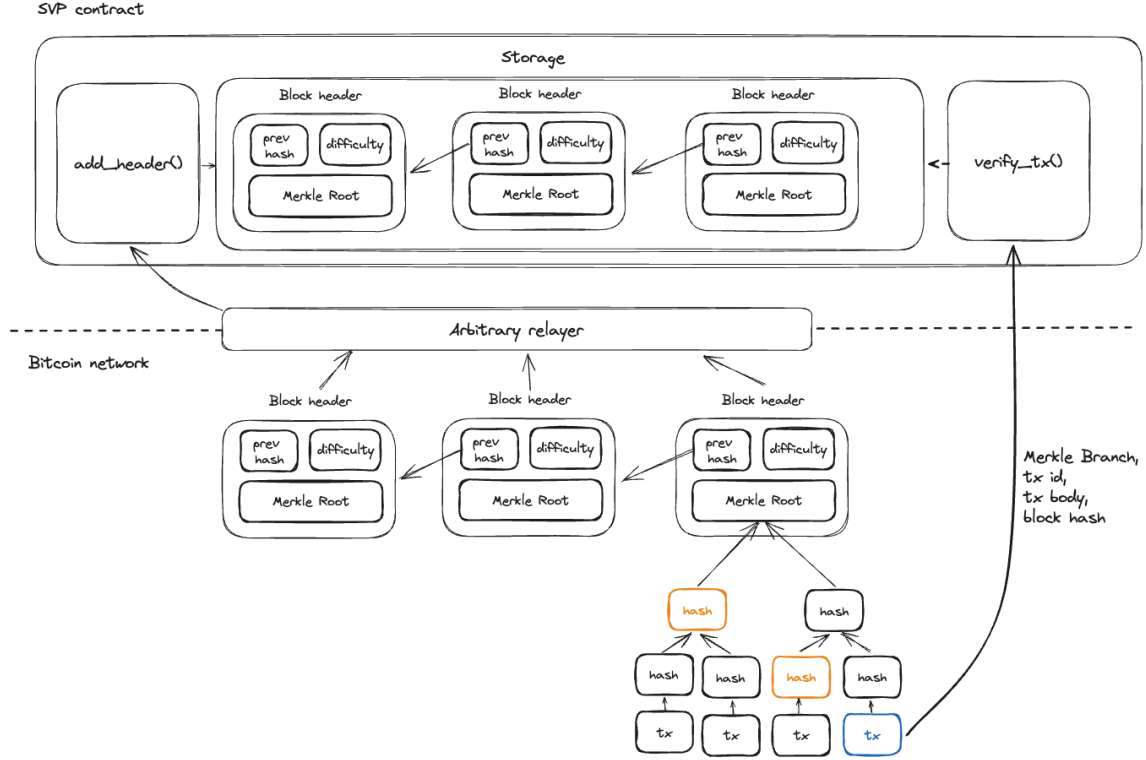 SVP contract
Storage
Block header
Block header
Block header
add_header()
prev
hash
difficulty
Merkle Root
prev
hash
difficulty
Merkle Root
prev
hash
difficulty
Merkle Root
verify_tx()
Arbitrary relayer
Bitcoin network
Block header
Block header
Block header
prev
hash
difficulty
Merkle Root
prev
hash
difficulty
Merkle Root
prev
hash
difficulty
Merkle Root
Merkle Branch,
tx id,
tx body,
block hash
hash
hash
hash
hash
hash
hash
tx
tx
tx
tx